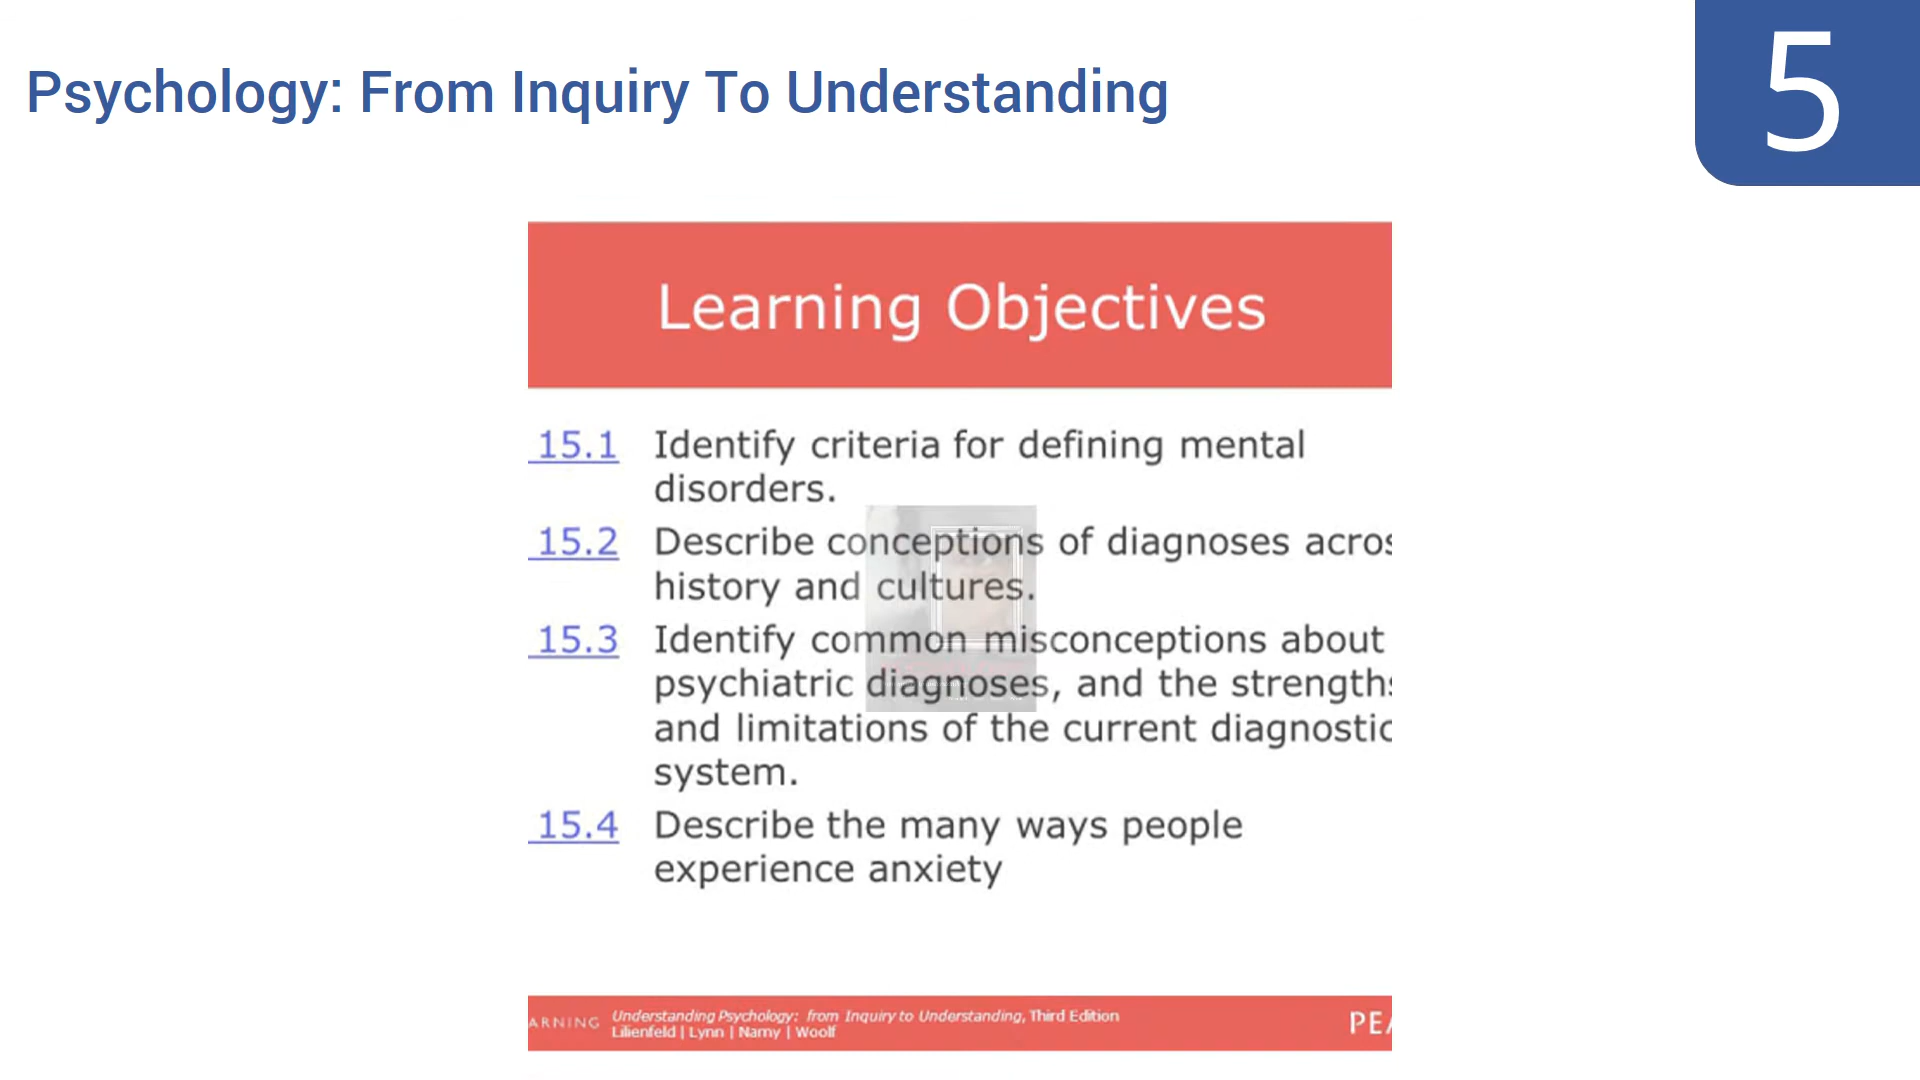 Psychology: From Inquiry To Understanding
5
Learning Objectives
15.1 Identify criteria for defining mental
disorders.
15.2 Describe conceptions of diagnoses acros
history and cultures.
15.3 Identify common misconceptions about
psychiatric diagnoses, and the strengths
and limitations of the current diagnostic
system.
15.4 Describe the many ways people
experience anxiety
ARNING Understanding Psychology: from Inquiry to Understanding, Third Edition PEA
Lilienfeld | Lynn | Namy | Woolf